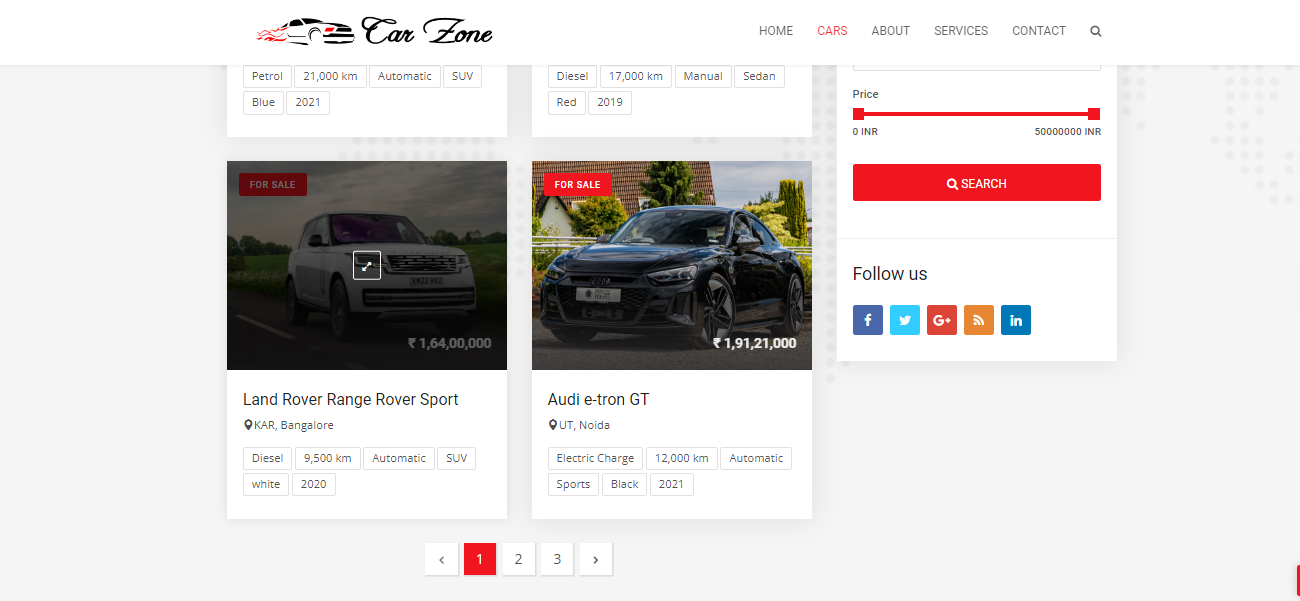 Car Zone
HOME CARS ABOUT SERVICES CONTACT
Petrol 21,000 km Automatic SUV
Blue 2021
Diesel 17,000 km Manual Sedan
Red 2019
Price
0 INR 50000000 INR
SEARCH
FOR SALE
₹ 1,64,00,000
Land Rover Range Rover Sport
KAR, Bangalore
Diesel 9,500 km Automatic SUV
white 2020
FOR SALE
₹ 1,91,21,000
Audi e-tron GT
UT, Noida
Electric Charge 12,000 km Automatic
Sports Black 2021
Follow us
f G+ in
‹ 1 2 3 ›